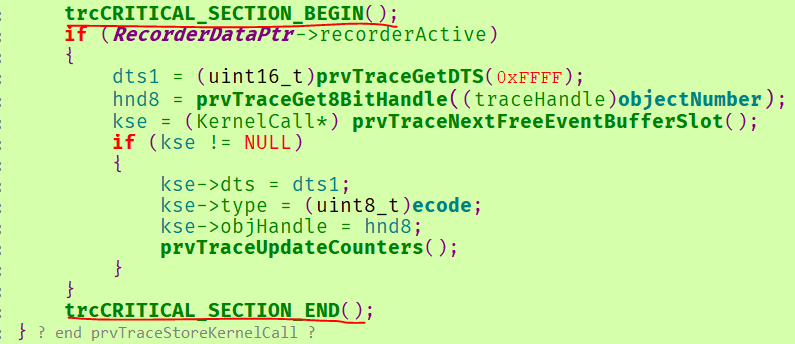 : trcCRITICAL_SECTION_BEGIN();
: if (RecorderDataPtr->recorderActive)
: {
: dts1 = (uint16_t)prvTraceGetDTS(0xFFFF);
: hnd8 = prvTraceGet8BitHandle((traceHandle)objectNumber);
: kse = (KernelCall*) prvTraceNextFreeEventBufferSlot();
: if (kse != NULL)
: {
: kse->dts = dts1;
: kse->type = (uint8_t)ecode;
: kse->objHandle = hnd8;
: prvTraceUpdateCounters();
: }
: }
: trcCRITICAL_SECTION_END();
: } ? end prvTraceStoreKernelCall ?